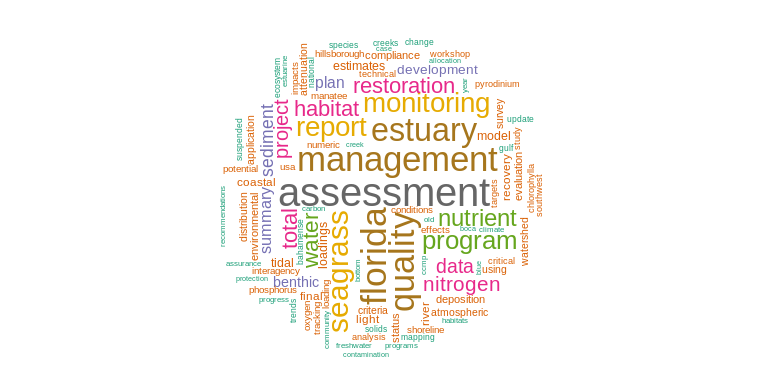 species
creeks
change
case
hillsborough
compliance
workshop
allocation
estimates
development
technical
national
attenuation
impacts
estuarine
ecosystem
plan
restoration
year
pyrodinium
manatee
habitat
monitoring
survey
project
report
estuary
update
numeric
creek
model
study
gulf
suspended
application
sediment
management
potential
usa
recovery
evaluation
coastal
assessment
targets
chlorophylla
southwest
recommendations
distribution
environmental
summary
total
carbon
water
bahamense
loadings
seagrass
florida
quality
conditions
old
effects
nutrient
boca
climate
program
watershed
assurance
tidal
interagency
protection
benthic
bottom
data
ccmp
blue
critical
using
phosphorus
progress
final
loading
nitrogen
trends
oxygen
tracking
community
criteria
light
solids
analysis
status
river
deposition
atmospheric
habitats
shoreline
mapping
freshwater
programs
contamination